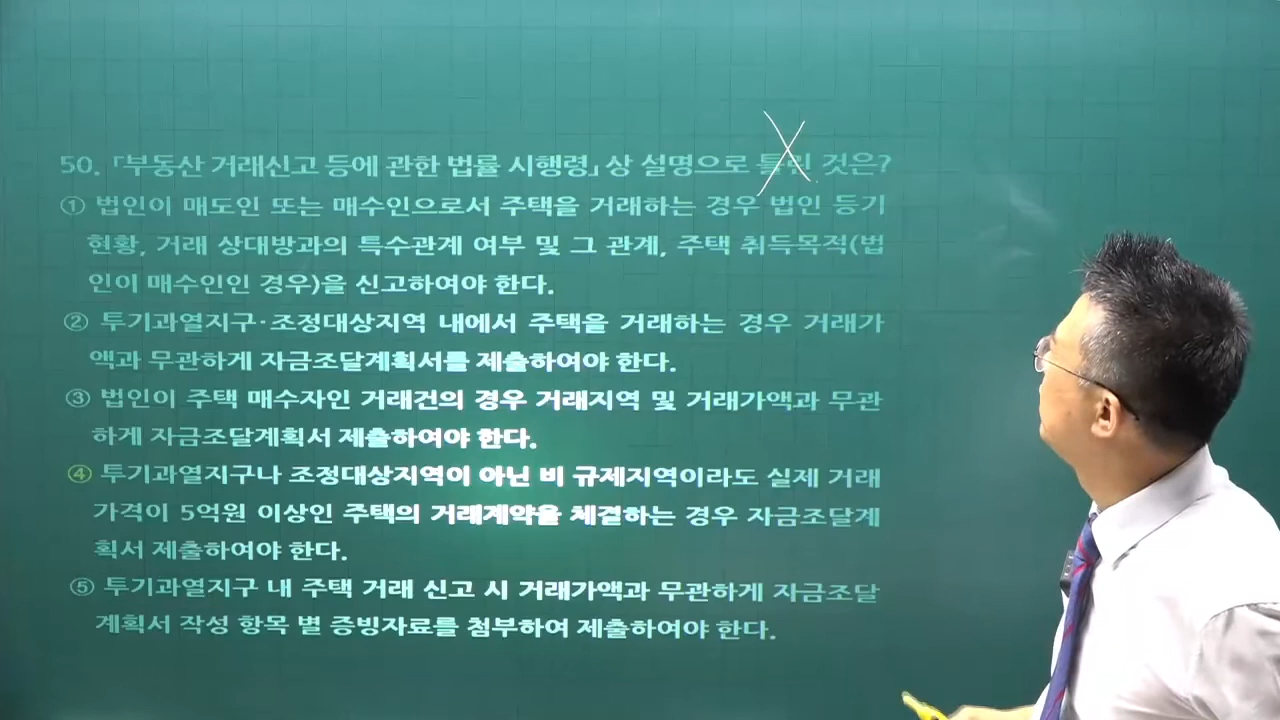 50. 「부동산 거래신고 등에 관한 법률 시행령」상 설명으로 틀린 것은?
① 법인이 매도인 또는 매수인으로서 주택을 거래하는 경우 법인 등기
현황, 거래 상대방과의 특수관계 여부 및 그 관계, 주택 취득목적(법
인이 매수인인 경우)을 신고하여야 한다.
② 투기과열지구·조정대상지역 내에서 주택을 거래하는 경우 거래가
액과 무관하게 자금조달계획서를 제출하여야 한다.
③ 법인이 주택 매수자인 거래건의 경우 거래지역 및 거래가액과 무관
하게 자금조달계획서 제출하여야 한다.
④ 투기과열지구나 조정대상지역이 아닌 비 규제지역이라도 실제 거래
가격이 5억원 이상인 주택의 거래계약을 체결하는 경우 자금조달계
획서 제출하여야 한다.
⑤ 투기과열지구 내 주택 거래 신고 시 거래가액과 무관하게 자금조달
계획서 작성 항목 별 증빙자료를 첨부하여 제출하여야 한다.